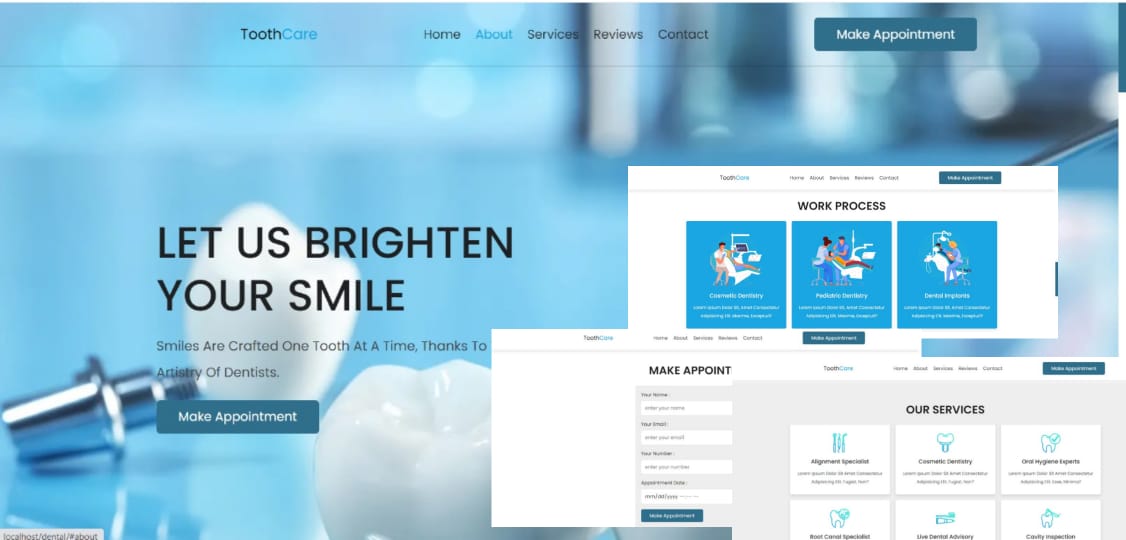 ToothCare
Home About Services Reviews Contact
Make Appointment
LET US BRIGHTEN
YOUR SMILE
Smiles Are Crafted One Tooth At A Time, Thanks To
Artistry Of Dentists.
Make Appointment
localhost/dental/#about
ToothCare
Home About Services Reviews Contact
Make Appointment
WORK PROCESS
Cosmetic Dentistry
Lorem Ipsum Dolor Sit, Amet Consectetur
Adipisicing Elit. Maxime, Excepturi?
Pediatric Dentistry
Lorem Ipsum Dolor Sit, Amet Consectetur
Adipisicing Elit. Maxime, Excepturi?
Dental Implants
Lorem Ipsum Dolor Sit, Amet Consectetur
Adipisicing Elit. Maxime, Excepturi?
ToothCare
Home About Services Reviews Contact
Make Appointment
MAKE APPOINT
Your Name :
enter your name
Your Email :
enter your email
Your Number :
enter your number
Appointment Date :
mm/dd/yyyy --:-- --
Make Appointment
ToothCare
Home About Services Reviews Contact
Make Appointment
OUR SERVICES
Alignment Specialist
Lorem Ipsum Dolor Sit Amet Consectetur
Adipisicing Elit. Fugiat, Non?
Cosmetic Dentistry
Lorem Ipsum Dolor Sit Amet Consectetur
Adipisicing Elit. Fugiat, Non?
Oral Hygiene Experts
Lorem Ipsum Dolor Sit Amet Consectetur
Adipisicing Elit. Esse, Minima?
Root Canal Specialist
Live Dental Advisory
Cavity Inspection